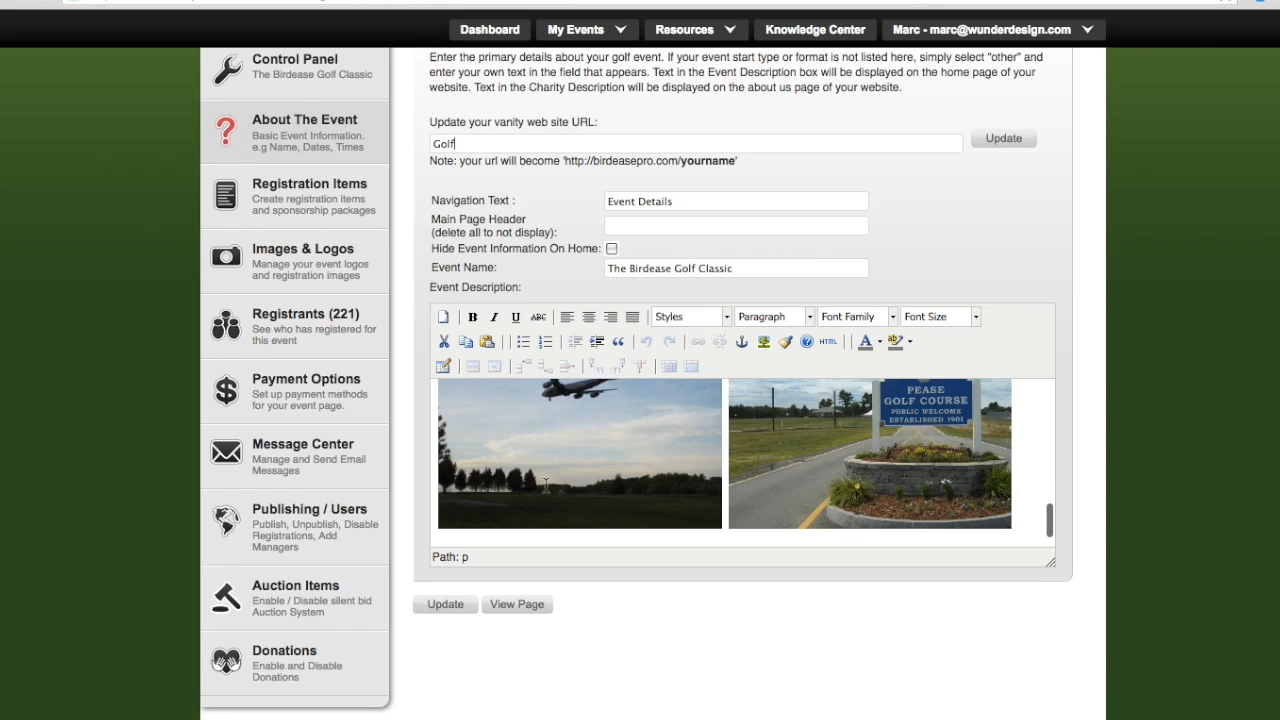 Dashboard My Events Resources Knowledge Center Marc - marc@wunderdesign.com
Control Panel
The Birdease Golf Classic
About The Event
Basic Event Information.
e.g Name, Dates, Times
Registration Items
Create registration items
and sponsorship packages
Images & Logos
Manage your event logos
and registration images
Registrants (221)
See who has registered for
this event
Payment Options
Set up payment methods
for your event page.
Message Center
Manage and Send Email
Messages
Publishing / Users
Publish, Unpublish, Disable
Registrations, Add
Managers
Auction Items
Enable / Disable silent bid
Auction System
Donations
Enable and Disable
Donations
Enter the primary details about your golf event. If your event start type or format is not listed here, simply select "other" and
enter your own text in the field that appears. Text in the Event Description box will be displayed on the home page of your
website. Text in the Charity Description will be displayed on the about us page of your website.
Update your vanity web site URL:
Golf Update
Note: your url will become 'http://birdeasepro.com/yourname'
Navigation Text : Event Details
Main Page Header
(delete all to not display):
Hide Event Information On Home:
Event Name: The Birdease Golf Classic
Event Description:
B I U ABC Styles Paragraph Font Family Font Size
HTML A ab
PEASE
GOLF COURSE
PUBLIC WELCOME
ESTABLISHED 1901
Path: p
Update View Page